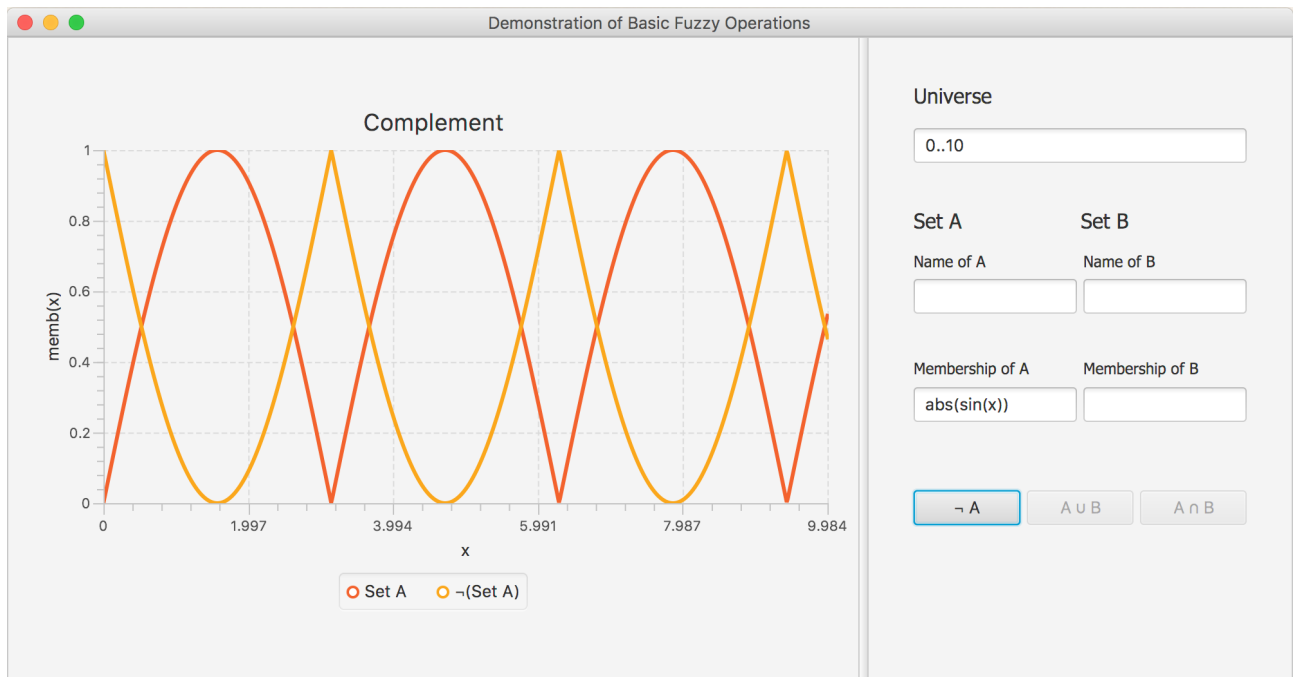 Demonstration of Basic Fuzzy Operations
Complement
1
0.8
0.6
0.4
0.2
0
memb(x)
0 1.997 3.994 5.991 7.987 9.984
x
Set A ¬(Set A)
Universe
0..10
Set A Set B
Name of A Name of B
Membership of A Membership of B
abs(sin(x))
¬ A A ∪ B A ∩ B